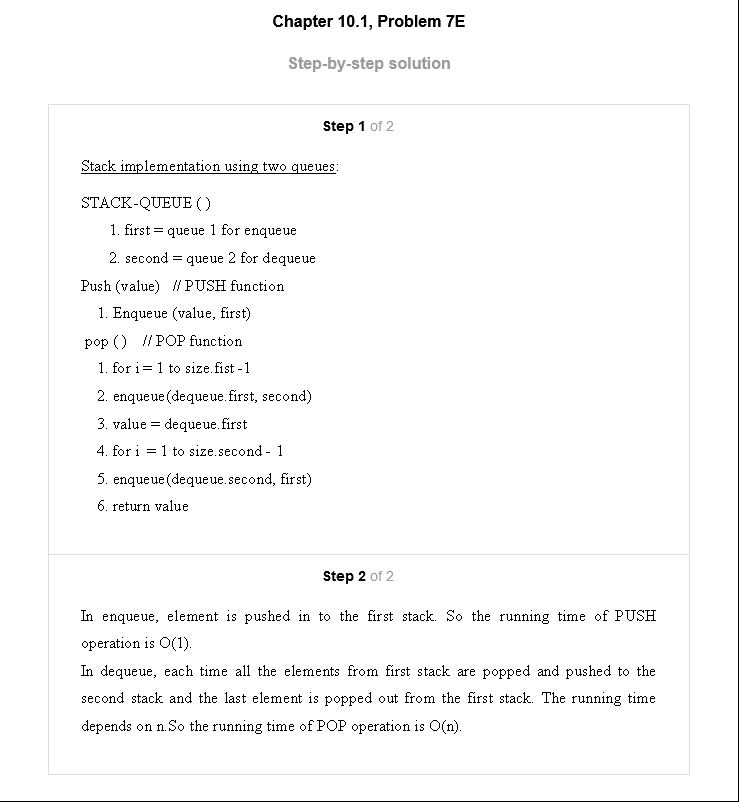 Chapter 10.1, Problem 7E
Step-by-step solution
Step 1 of 2
Stack implementation using two queues:
STACK-QUEUE ( )
1. first = queue 1 for enqueue
2. second = queue 2 for dequeue
Push (value) // PUSH function
1. Enqueue (value, first)
pop ( ) // POP function
1. for i = 1 to size.fist -1
2. enqueue(dequeue.first, second)
3. value = dequeue.first
4. for i = 1 to size.second - 1
5. enqueue(dequeue.second, first)
6. return value
Step 2 of 2
In enqueue, element is pushed in to the first stack. So the running time of PUSH
operation is O(1).
In dequeue, each time all the elements from first stack are popped and pushed to the
second stack and the last element is popped out from the first stack. The running time
depends on n.So the running time of POP operation is O(n).